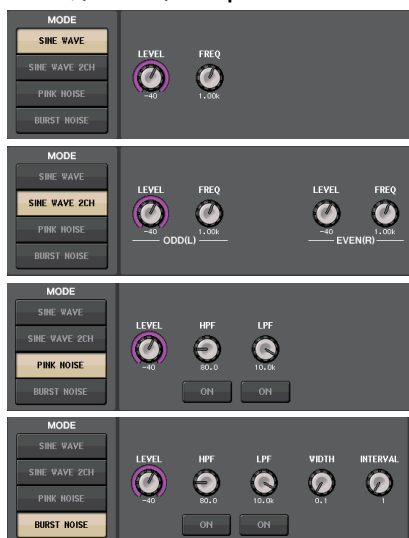 MODE
SINE WAVE
SINE WAVE 2CH
PINK NOISE
BURST NOISE
LEVEL FREQ
-40 1.00k
MODE
SINE WAVE
SINE WAVE 2CH
PINK NOISE
BURST NOISE
LEVEL FREQ LEVEL FREQ
-40 1.00k -40 1.00k
ODD(L) EVEN(R)
MODE
SINE WAVE
SINE WAVE 2CH
PINK NOISE
BURST NOISE
LEVEL HPF LPF
-40 80.0 10.0k
ON ON
MODE
SINE WAVE
SINE WAVE 2CH
PINK NOISE
BURST NOISE
LEVEL HPF LPF WIDTH INTERVAL
-40 80.0 10.0k 0.1 1
ON ON